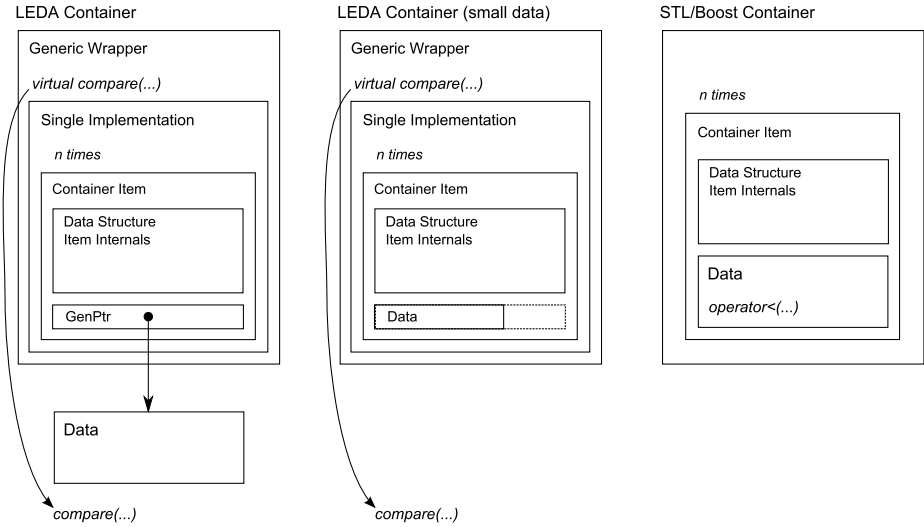 LEDA Container
Generic Wrapper
virtual compare(...)
Single Implementation
n times
Container Item
Data Structure
Item Internals
GenPtr
Data
compare(...)
LEDA Container (small data)
Generic Wrapper
virtual compare(...)
Single Implementation
n times
Container Item
Data Structure
Item Internals
Data
compare(...)
STL/Boost Container
n times
Container Item
Data Structure
Item Internals
Data
operator<(...)